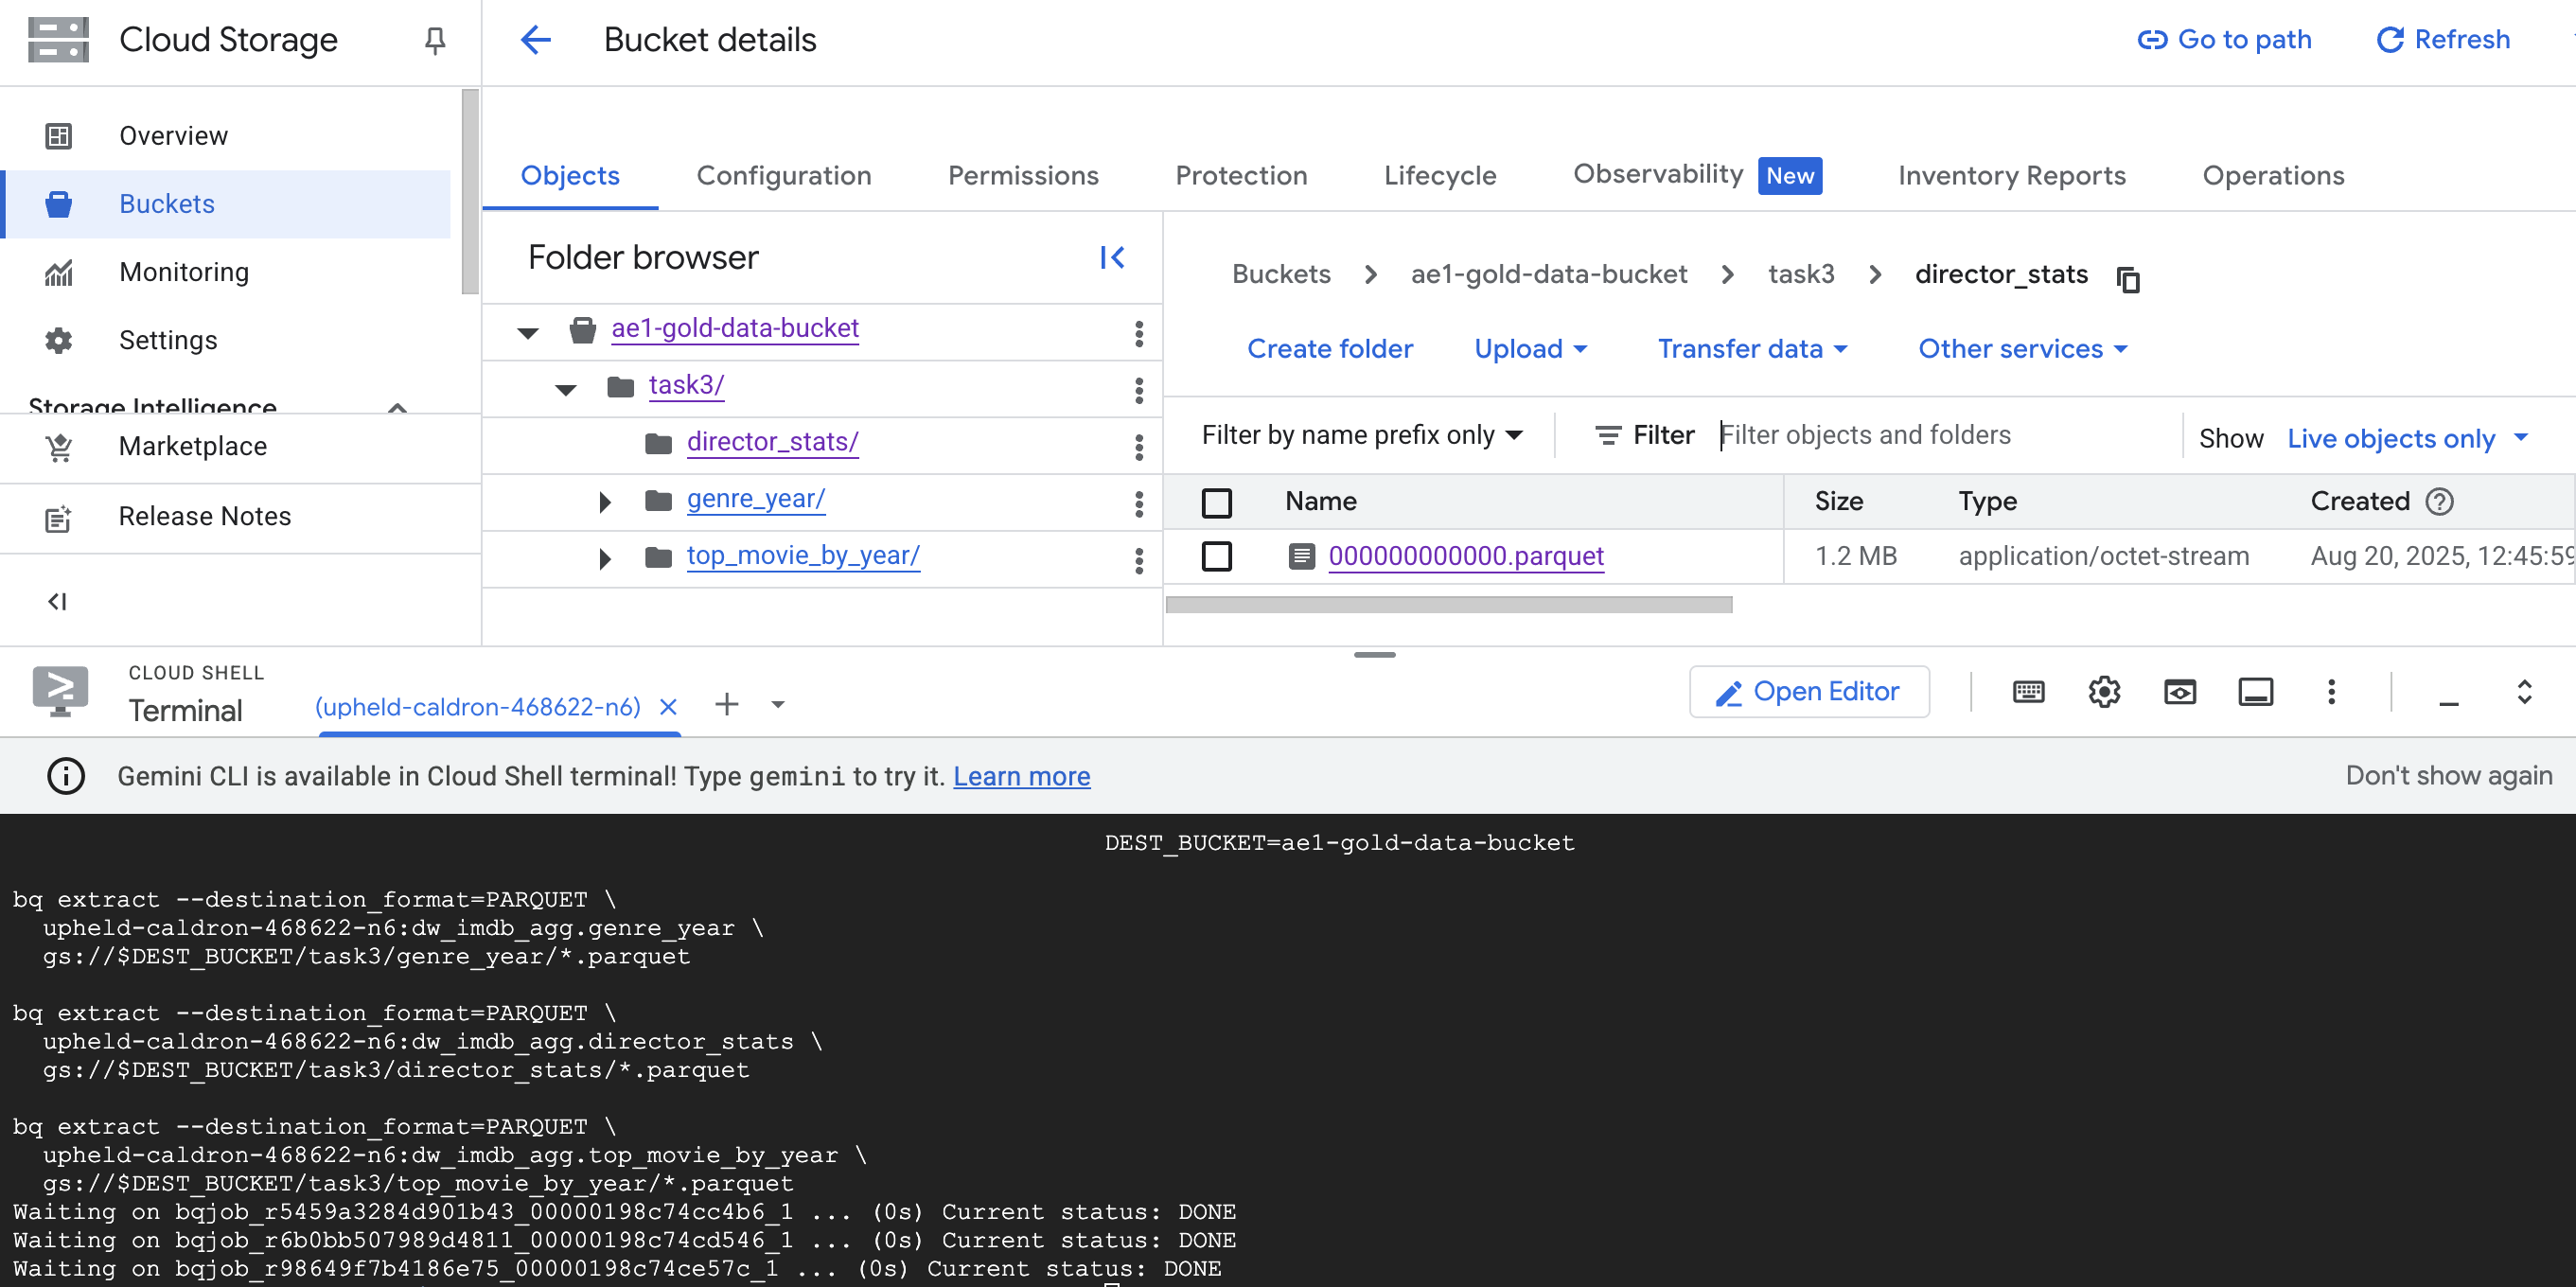 Cloud Storage
Bucket details
Go to path
Refresh
Overview
Buckets
Monitoring
Settings
Storage Intelligence
Marketplace
Release Notes
Objects
Configuration
Permissions
Protection
Lifecycle
Observability New
Inventory Reports
Operations
Folder browser
ae1-gold-data-bucket
task3/
director_stats/
genre_year/
top_movie_by_year/
Buckets > ae1-gold-data-bucket > task3 > director_stats
Create folder
Upload
Transfer data
Other services
Filter by name prefix only
Filter
Filter objects and folders
Show Live objects only
Name Size Type Created
000000000000.parquet 1.2 MB application/octet-stream Aug 20, 2025, 12:45:59
CLOUD SHELL
Terminal
(upheld-caldron-468622-n6)
Open Editor
Gemini CLI is available in Cloud Shell terminal! Type gemini to try it. Learn more
Don't show again
DEST_BUCKET=ae1-gold-data-bucket
bq extract --destination_format=PARQUET \
upheld-caldron-468622-n6:dw_imdb_agg.genre_year \
gs://$DEST_BUCKET/task3/genre_year/*.parquet
bq extract --destination_format=PARQUET \
upheld-caldron-468622-n6:dw_imdb_agg.director_stats \
gs://$DEST_BUCKET/task3/director_stats/*.parquet
bq extract --destination_format=PARQUET \
upheld-caldron-468622-n6:dw_imdb_agg.top_movie_by_year \
gs://$DEST_BUCKET/task3/top_movie_by_year/*.parquet
Waiting on bqjob_r5459a3284d901b43_00000198c74cc4b6_1 ... (0s) Current status: DONE
Waiting on bqjob_r6b0bb507989d4811_00000198c74cd546_1 ... (0s) Current status: DONE
Waiting on bqjob_r98649f7b4186e75_00000198c74ce57c_1 ... (0s) Current status: DONE